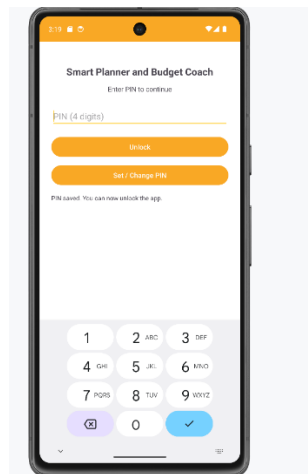 3:19
Smart Planner and Budget Coach
Enter PIN to continue
PIN (4 digits)
Unlock
Set / Change PIN
PIN saved. You can now unlock the app.
1
2 ABC
3 DEF
4 GHI
5 JKL
6 MNO
7 PQRS
8 TUV
9 WXYZ
0